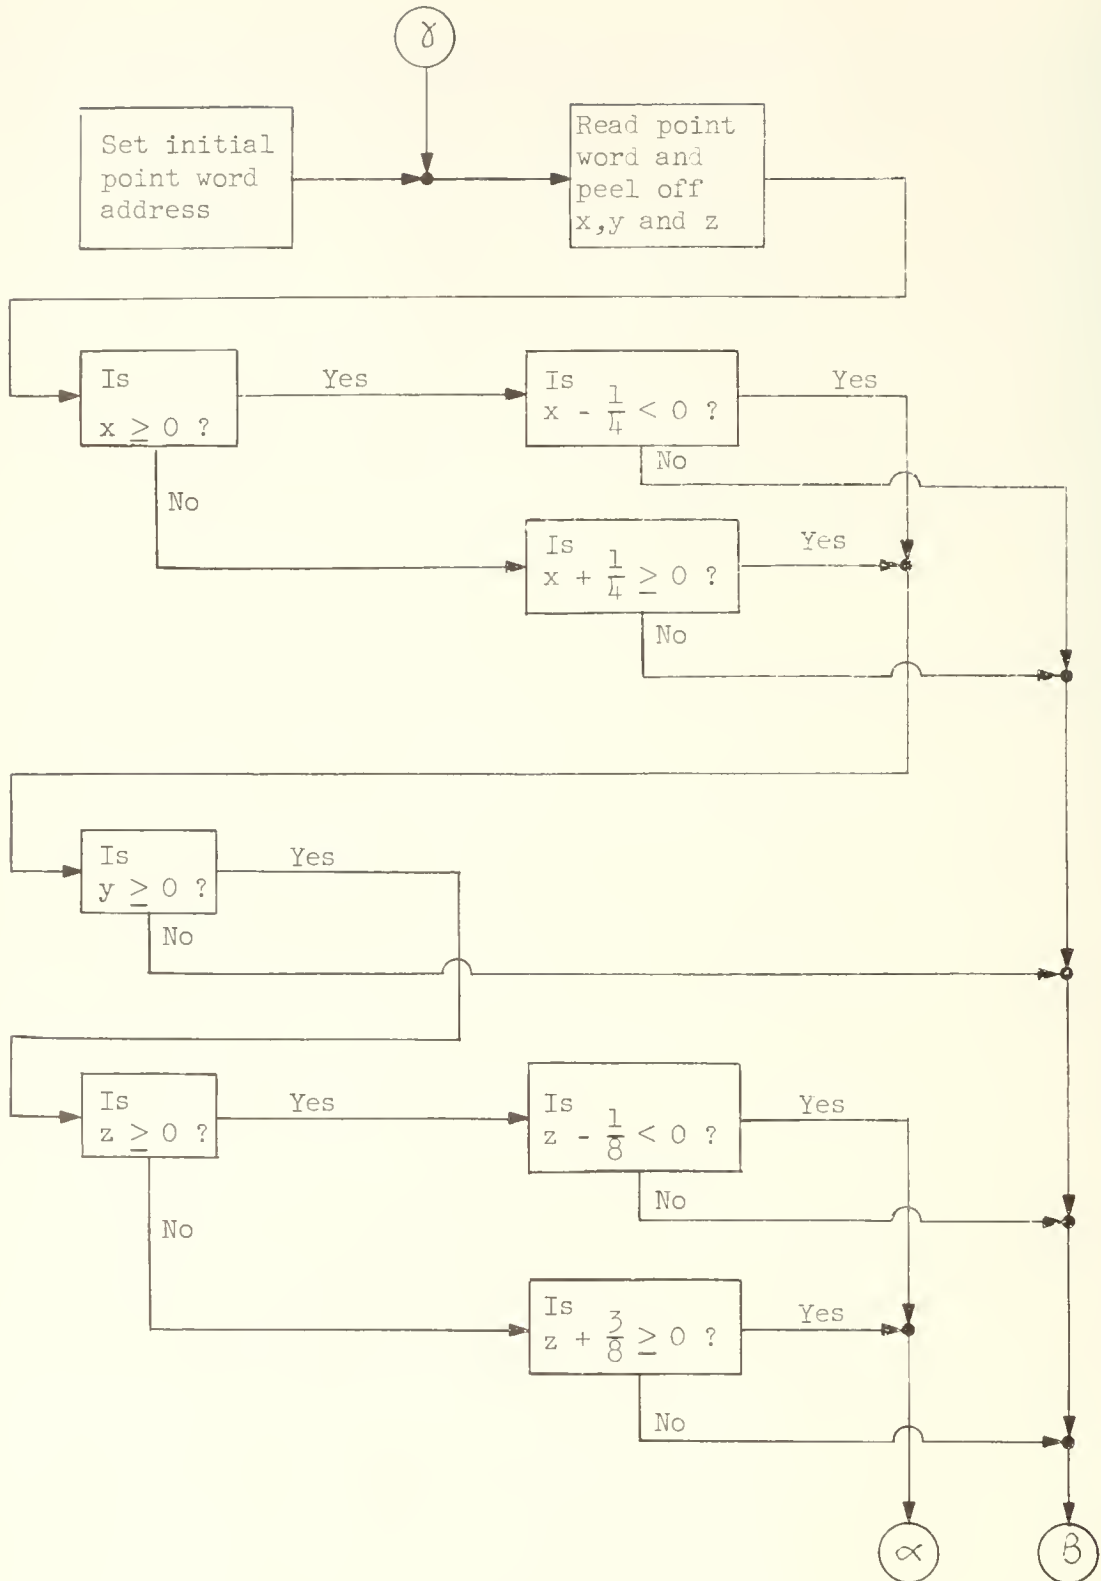 γ
Set initial
point word
address
Read point
word and
peel off
x,y and z
Is
x ≥ 0 ?
Yes
No
Is
x - 1/4 < 0 ?
Yes
No
Is
x + 1/4 ≥ 0 ?
Yes
No
Is
y ≥ 0 ?
Yes
No
Is
z ≥ 0 ?
Yes
No
Is
z - 1/8 < 0 ?
Yes
No
Is
z + 3/8 ≥ 0 ?
Yes
No
α
β